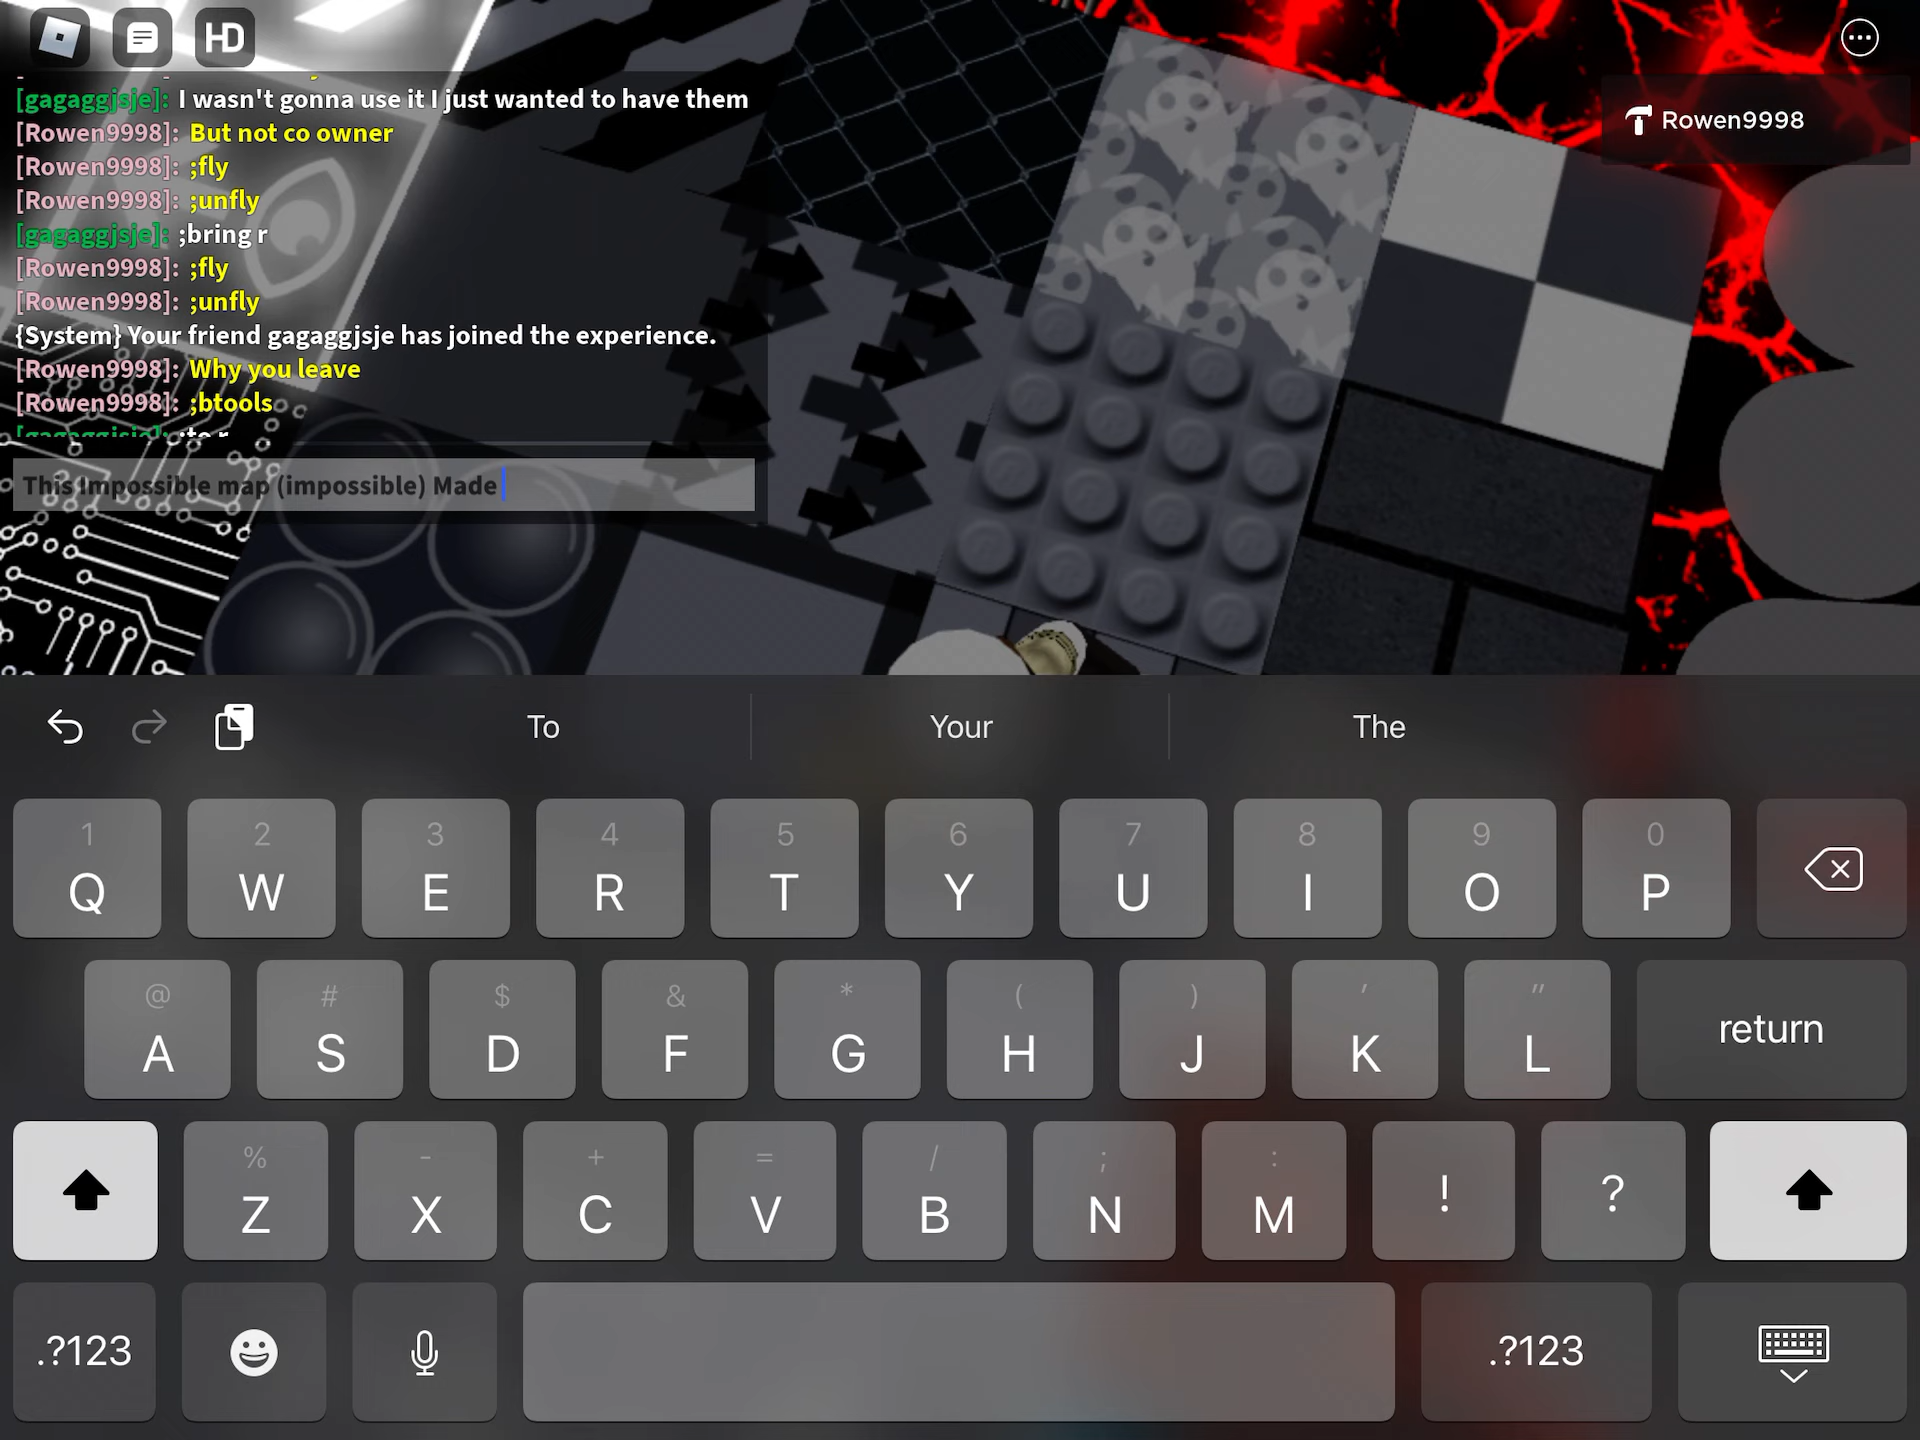 HD
[gagaggjsje]: I wasn't gonna use it I just wanted to have them
Rowen9998
[Rowen9998]: But not co owner
[Rowen9998]: ;fly
[Rowen9998]: ;unfly
[gagaggjsje]: ;bring r
[Rowen9998]: ;fly
[Rowen9998]: ;unfly
{System} Your friend gagaggjsje has joined the experience.
[Rowen9998]: Why you leave
[Rowen9998]: ;btools
[gagaggjsje]: ;to r
This Impossible map (impossible) Made
To Your The
1 2 3 4 5 6 7 8 9 0
Q W E R T Y U I O P
@ # $ & * ( ) ' "
A S D F G H J K L return
% - + = / ; :
Z X C V B N M ! ?
.?123 .?123